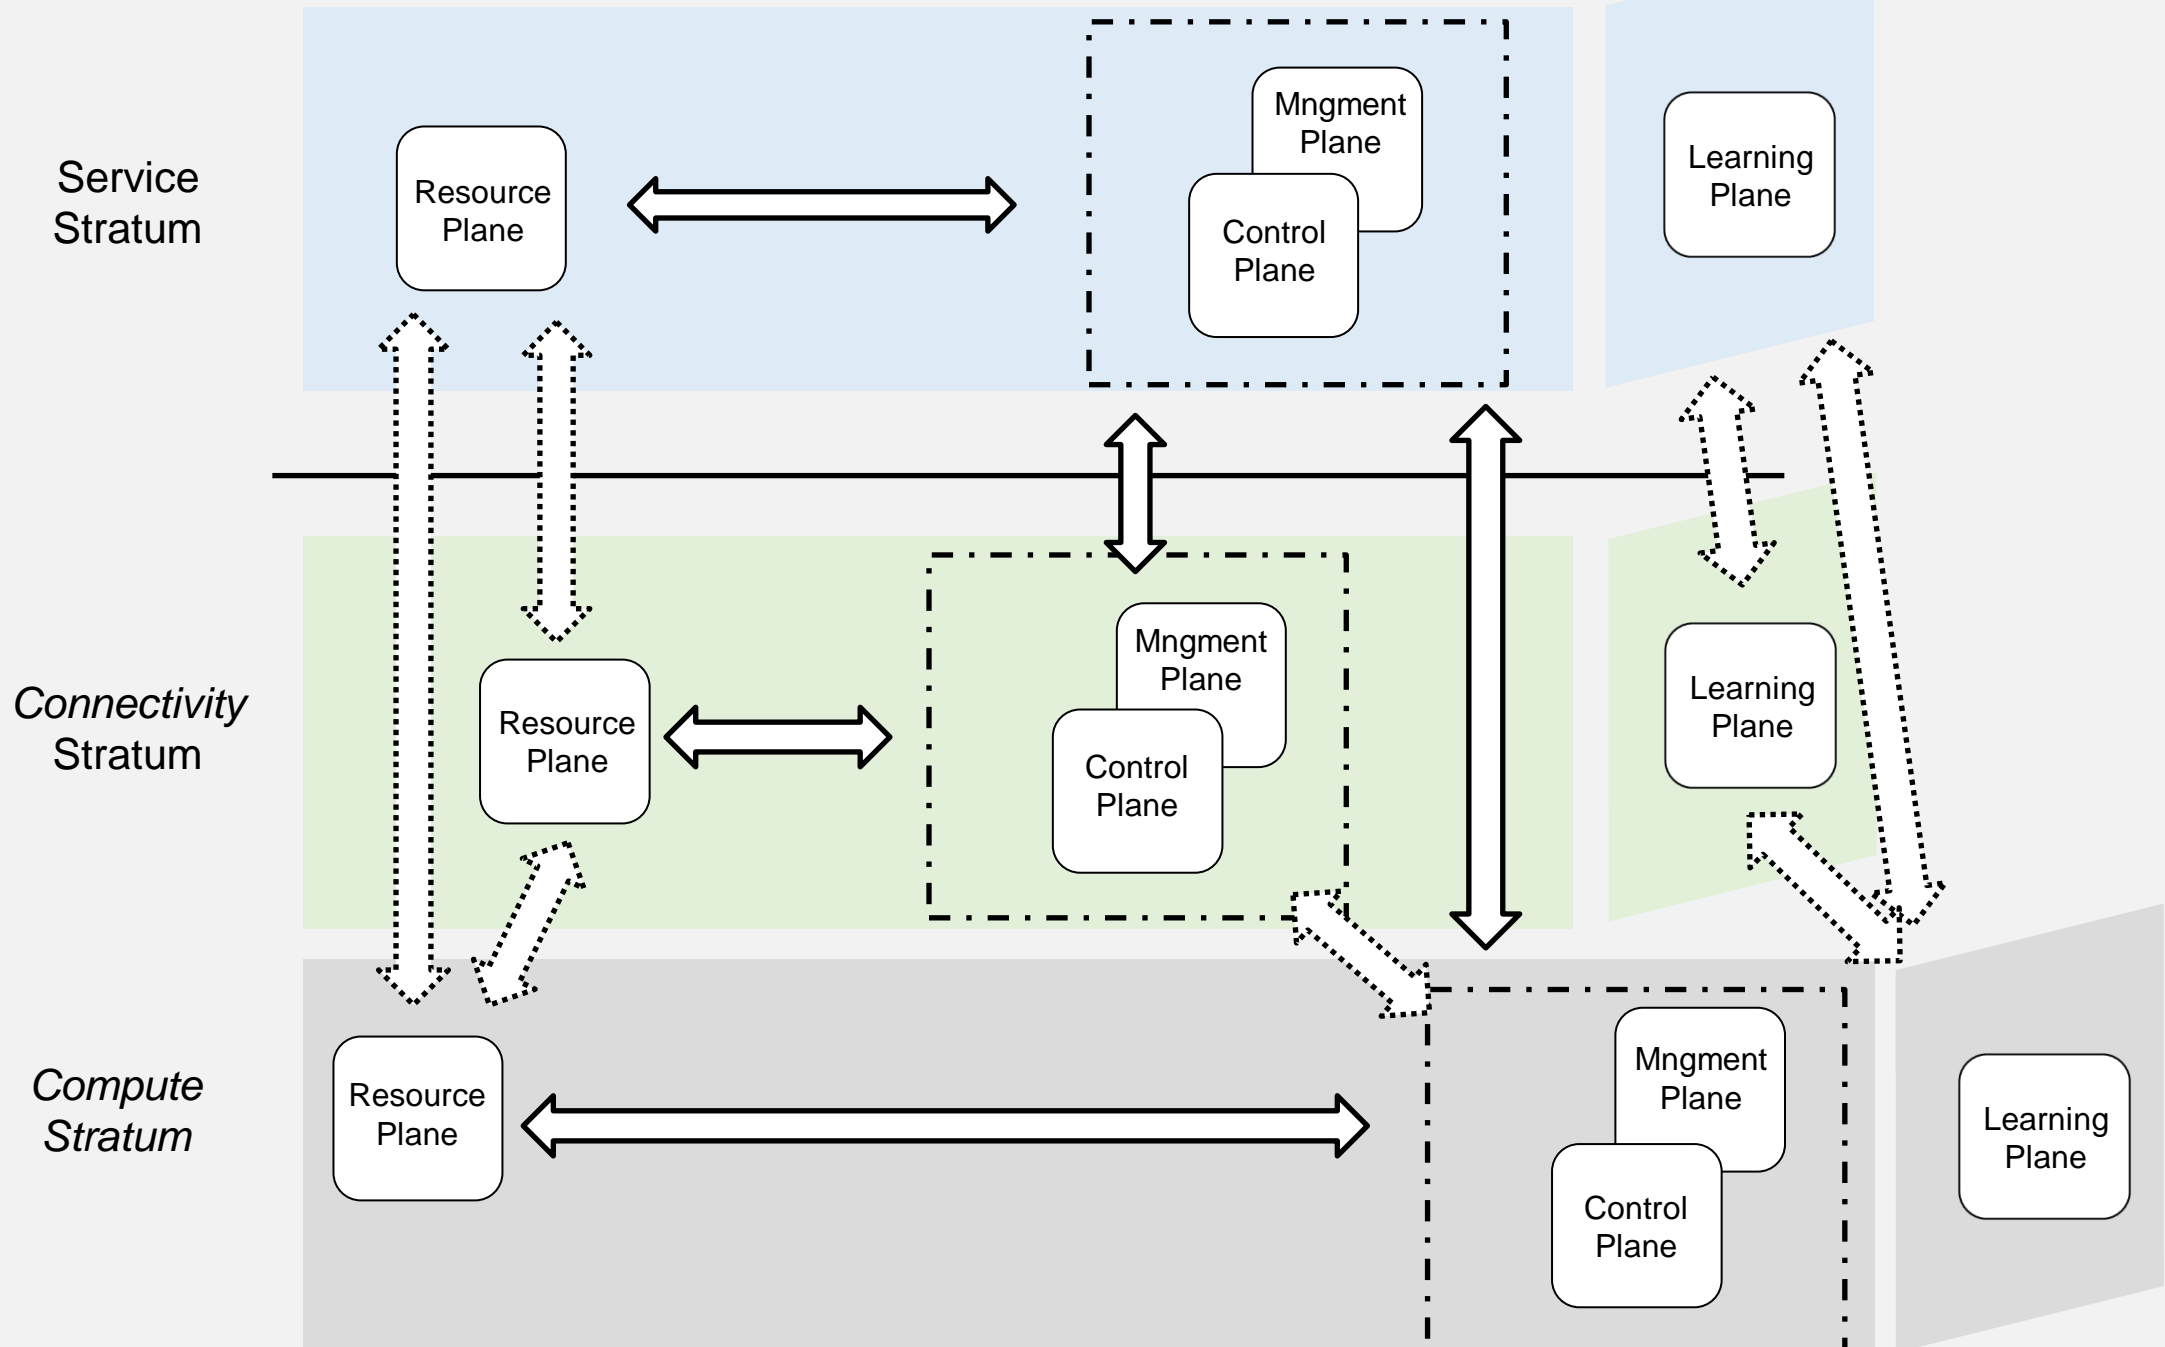 Service
Stratum
Resource
Plane
Mngment
Plane
Control
Plane
Learning
Plane
Connectivity
Stratum
Resource
Plane
Mngment
Plane
Control
Plane
Learning
Plane
Compute
Stratum
Resource
Plane
Mngment
Plane
Control
Plane
Learning
Plane